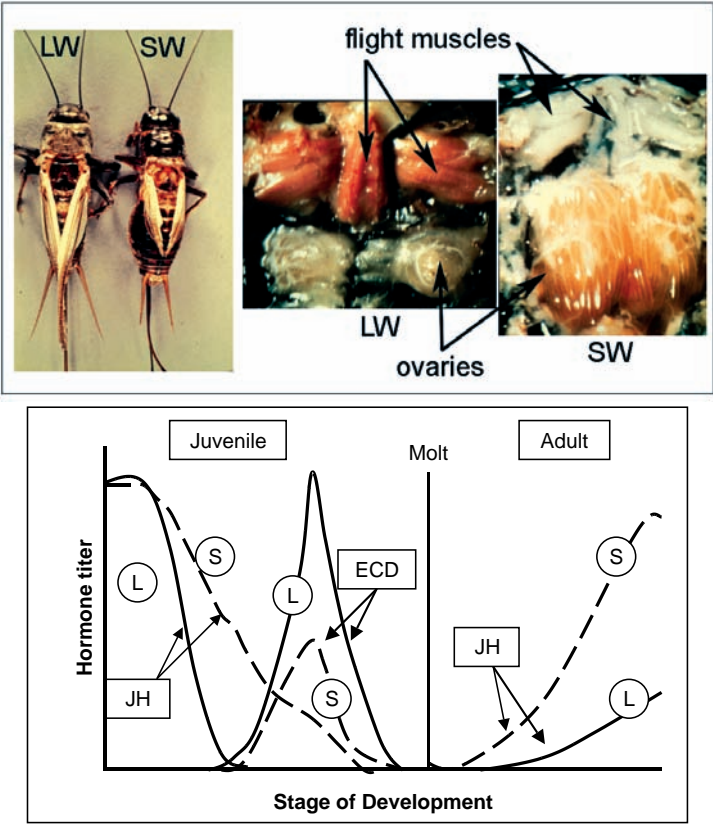 LW
SW
flight muscles
LW
SW
ovaries
Juvenile
Molt
Adult
Hormone titer
L
S
JH
L
ECD
S
JH
S
L
Stage of Development